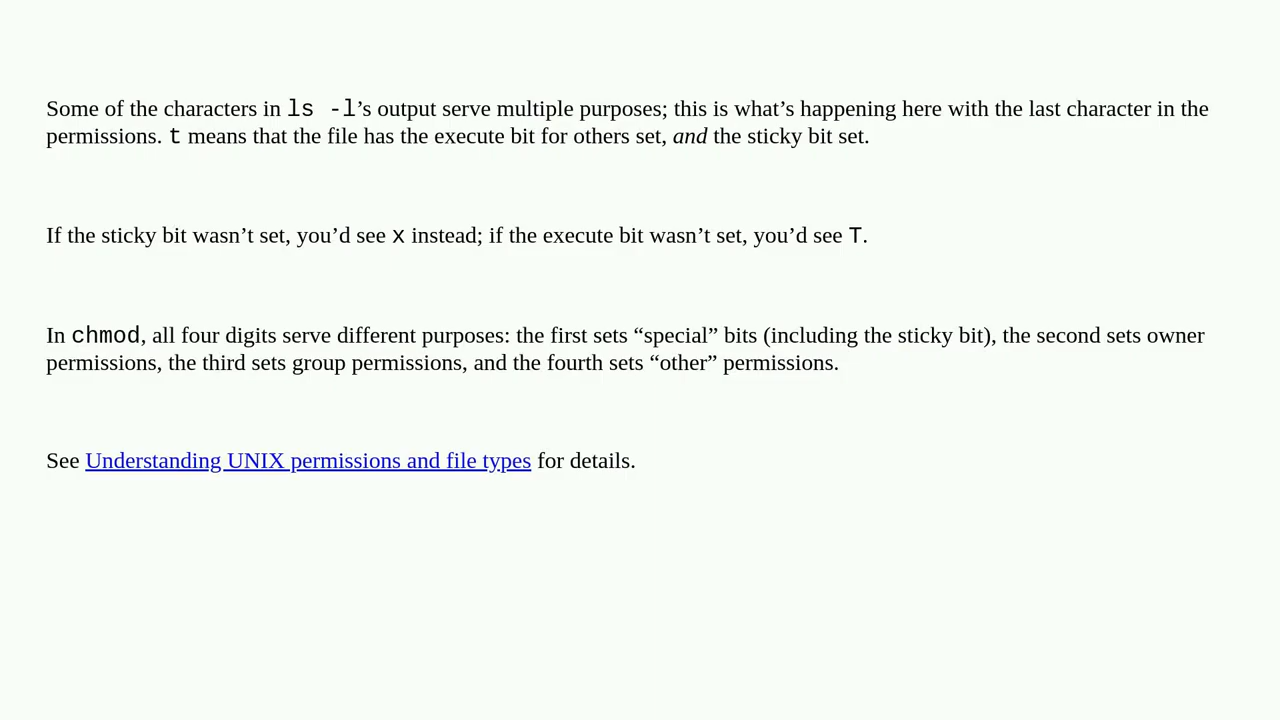 Some of the characters in ls -l’s output serve multiple purposes; this is what’s happening here with the last character in the
permissions. t means that the file has the execute bit for others set, and the sticky bit set.
If the sticky bit wasn’t set, you’d see x instead; if the execute bit wasn’t set, you’d see T.
In chmod, all four digits serve different purposes: the first sets “special” bits (including the sticky bit), the second sets owner
permissions, the third sets group permissions, and the fourth sets “other” permissions.
See Understanding UNIX permissions and file types for details.